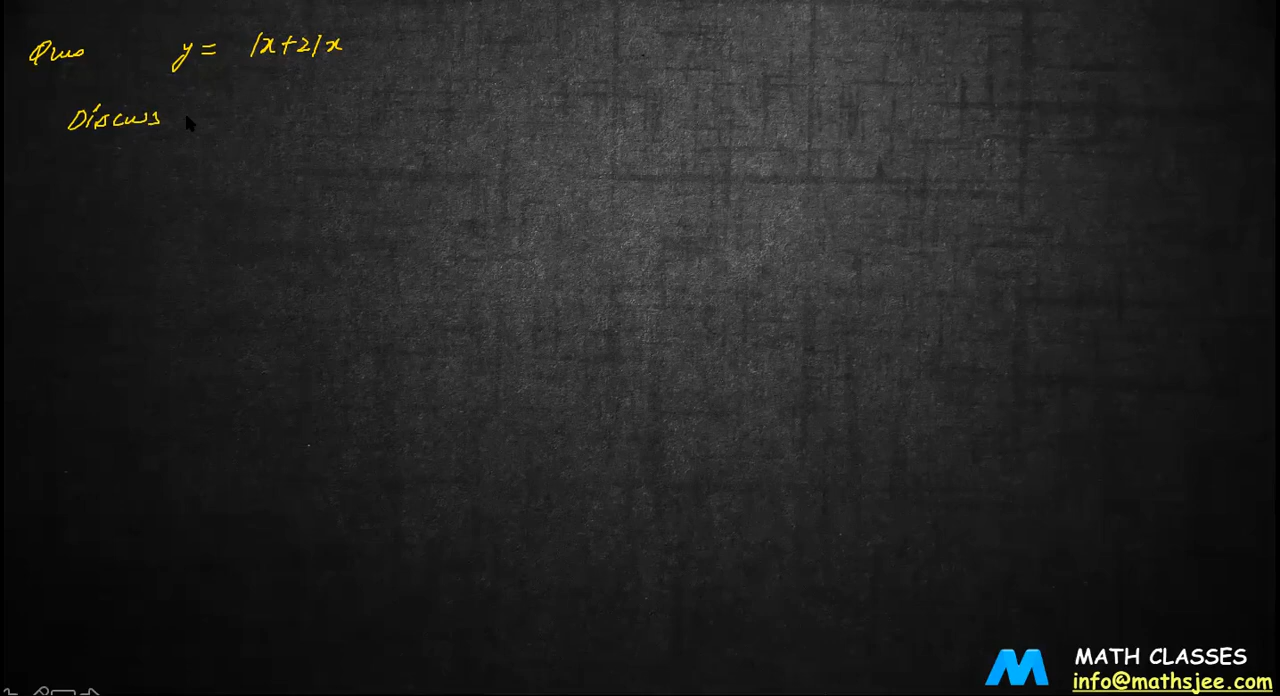 Ques y = |x+2|x
Discuss
MATH CLASSES
info@mathsjee.com